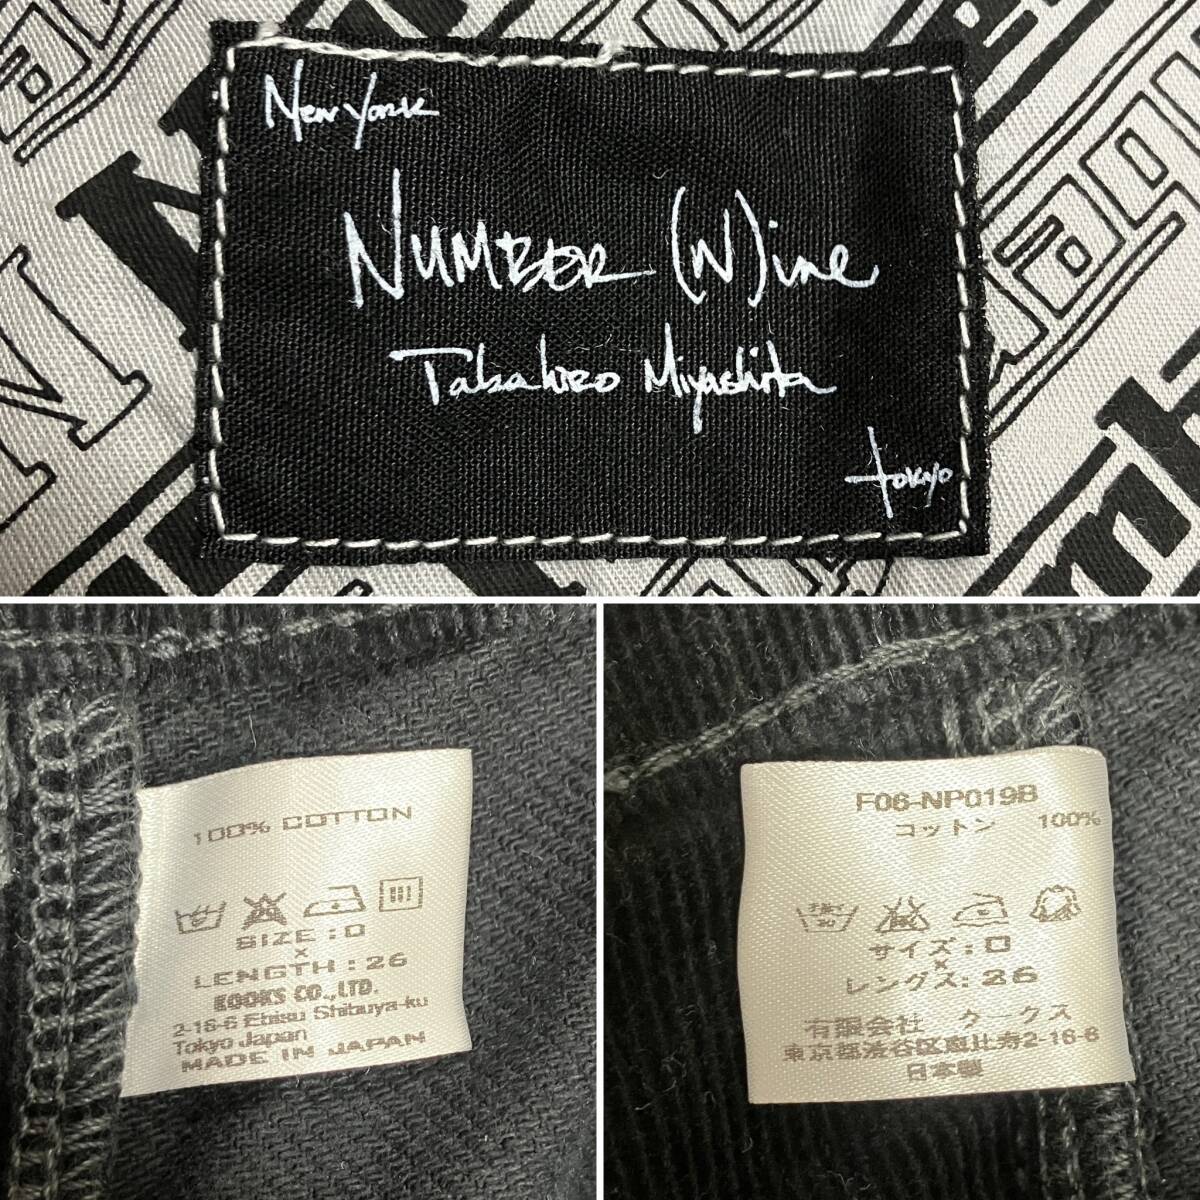 New York
NUMBER (N)ine
Takahiro Miyashita
tokyo
100% COTTON
SIZE : 0
×
LENGTH : 26
KOOKS CO.,LTD.
2-16-6 Ebisu Shibuya-ku
Tokyo Japan
MADE IN JAPAN
F06-NP019B
コットン 100%
サイズ : 0
×
レングス : 26
有限会社 クークス
東京都渋谷区恵比寿2-16-6
日本製